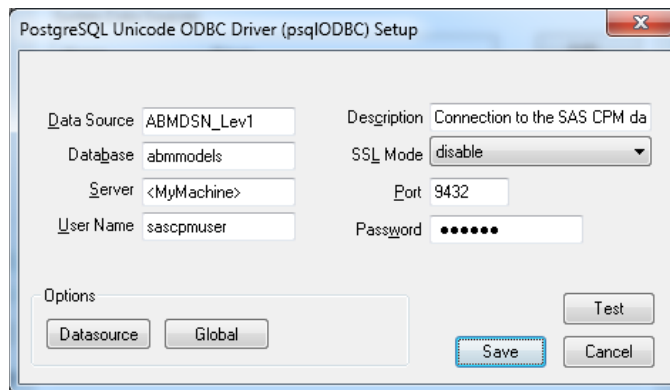 PostgreSQL Unicode ODBC Driver (psqlODBC) Setup
Data Source ABMDSN_Lev1 Description Connection to the SAS CPM da
Database abmmodels SSL Mode disable
Server <MyMachine> Port 9432
User Name sascpmuser Password ●●●●●●
Options
Datasource Global Test
Save Cancel